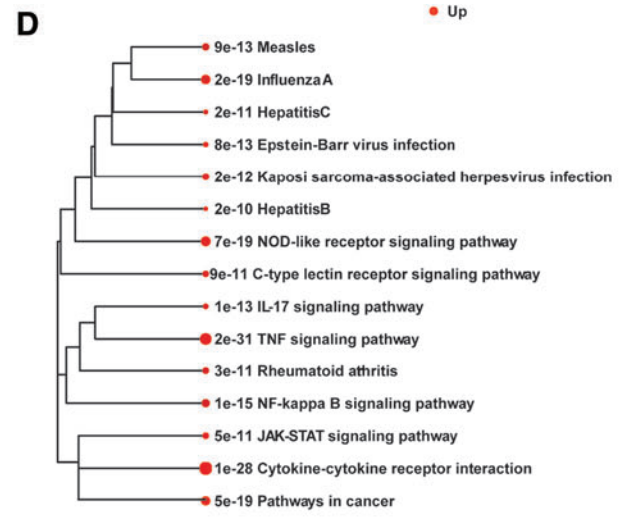 D
Up
9e-13 Measles
2e-19 Influenza A
2e-11 HepatitisC
8e-13 Epstein-Barr virus infection
2e-12 Kaposi sarcoma-associated herpesvirus infection
2e-10 HepatitisB
7e-19 NOD-like receptor signaling pathway
9e-11 C-type lectin receptor signaling pathway
1e-13 IL-17 signaling pathway
2e-31 TNF signaling pathway
3e-11 Rheumatoid athritis
1e-15 NF-kappa B signaling pathway
5e-11 JAK-STAT signaling pathway
1e-28 Cytokine-cytokine receptor interaction
5e-19 Pathways in cancer